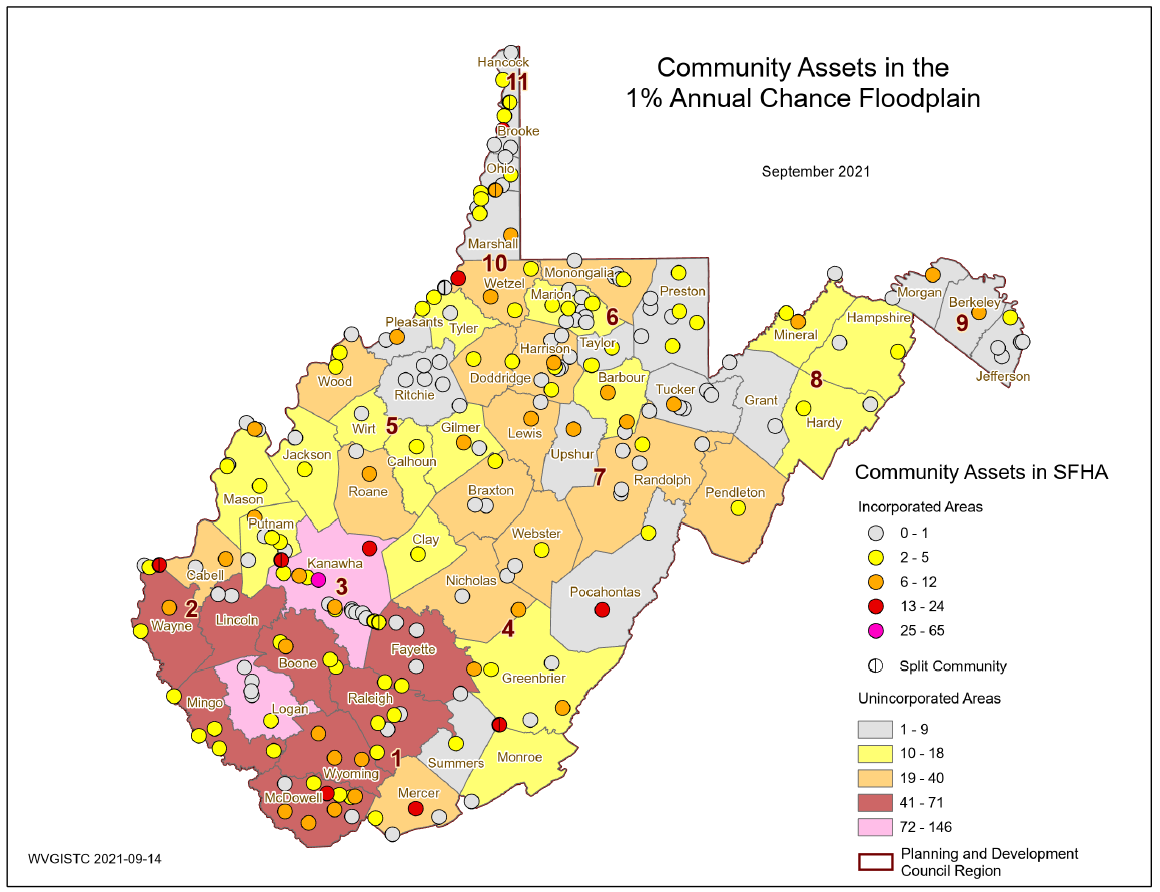 Community Assets in the
1% Annual Chance Floodplain
September 2021
Hancock
11
Brooke
Ohio
Marshall
10
Wetzel
Monongalia
Preston
Marion
6
Morgan
Berkeley
9
Jefferson
Hampshire
Mineral
Pleasants
Tyler
Harrison
Taylor
Wood
Doddridge
Ritchie
Barbour
Tucker
Grant
8
Hardy
Wirt
5
Gilmer
Lewis
Upshur
Jackson
Calhoun
Roane
7
Randolph
Pendleton
Mason
Braxton
Putnam
Clay
Webster
Kanawha
3
Cabell
Nicholas
Pocahontas
2
Wayne
Lincoln
4
Fayette
Boone
Greenbrier
Mingo
Logan
Raleigh
1
Wyoming
Summers
Monroe
McDowell
Mercer
Community Assets in SFHA
Incorporated Areas
0 - 1
2 - 5
6 - 12
13 - 24
25 - 65
Split Community
Unincorporated Areas
1 - 9
10 - 18
19 - 40
41 - 71
72 - 146
Planning and Development
Council Region
WVGISTC 2021-09-14